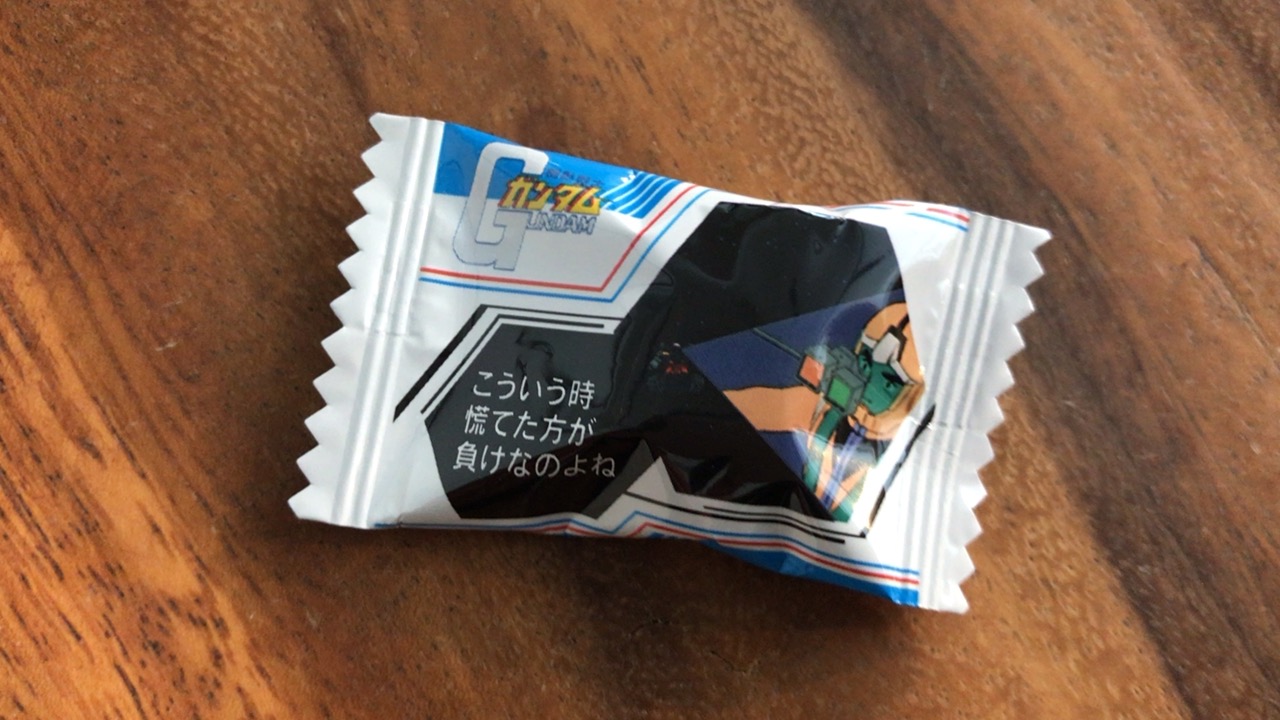 機動戦士
ガンダム
GUNDAM
こういう時
慌てた方が
負けなのよね